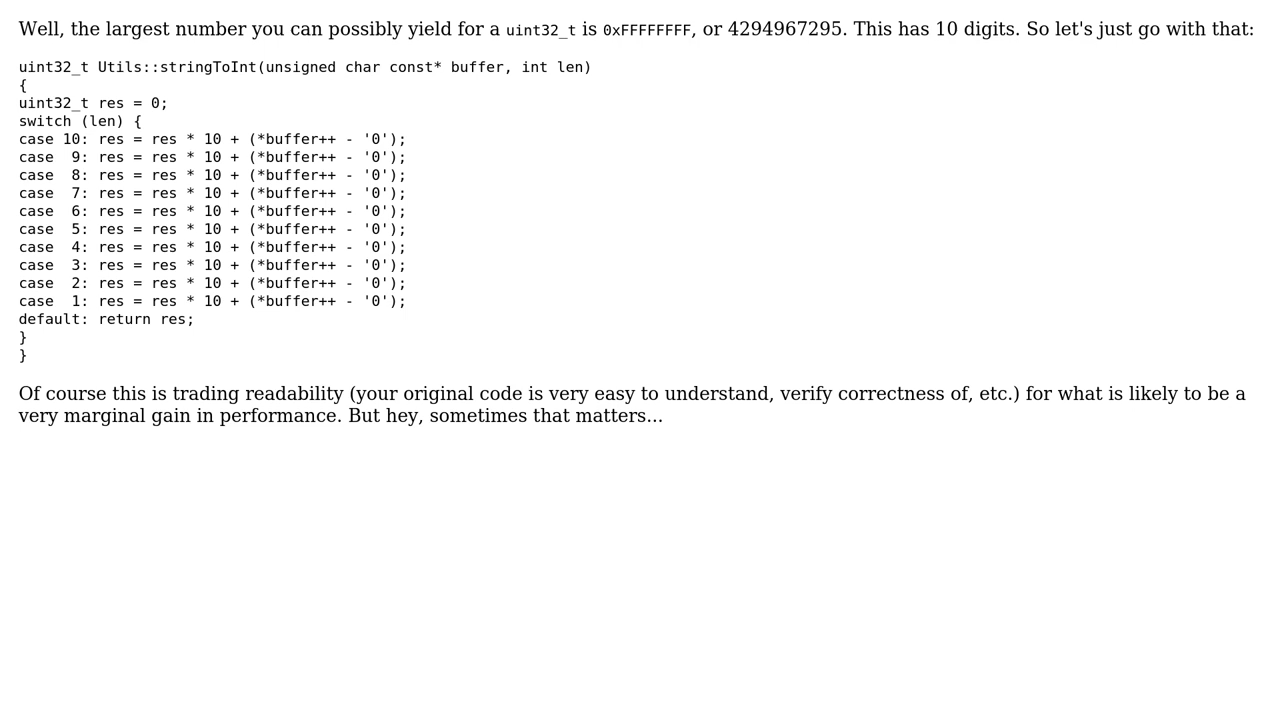 Well, the largest number you can possibly yield for a uint32_t is 0xFFFFFFFF, or 4294967295. This has 10 digits. So let's just go with that:
uint32_t Utils::stringToInt(unsigned char const* buffer, int len)
{
uint32_t res = 0;
switch (len) {
case 10: res = res * 10 + (*buffer++ - '0');
case  9: res = res * 10 + (*buffer++ - '0');
case  8: res = res * 10 + (*buffer++ - '0');
case  7: res = res * 10 + (*buffer++ - '0');
case  6: res = res * 10 + (*buffer++ - '0');
case  5: res = res * 10 + (*buffer++ - '0');
case  4: res = res * 10 + (*buffer++ - '0');
case  3: res = res * 10 + (*buffer++ - '0');
case  2: res = res * 10 + (*buffer++ - '0');
case  1: res = res * 10 + (*buffer++ - '0');
default: return res;
}
}
Of course this is trading readability (your original code is very easy to understand, verify correctness of, etc.) for what is likely to be a
very marginal gain in performance. But hey, sometimes that matters...